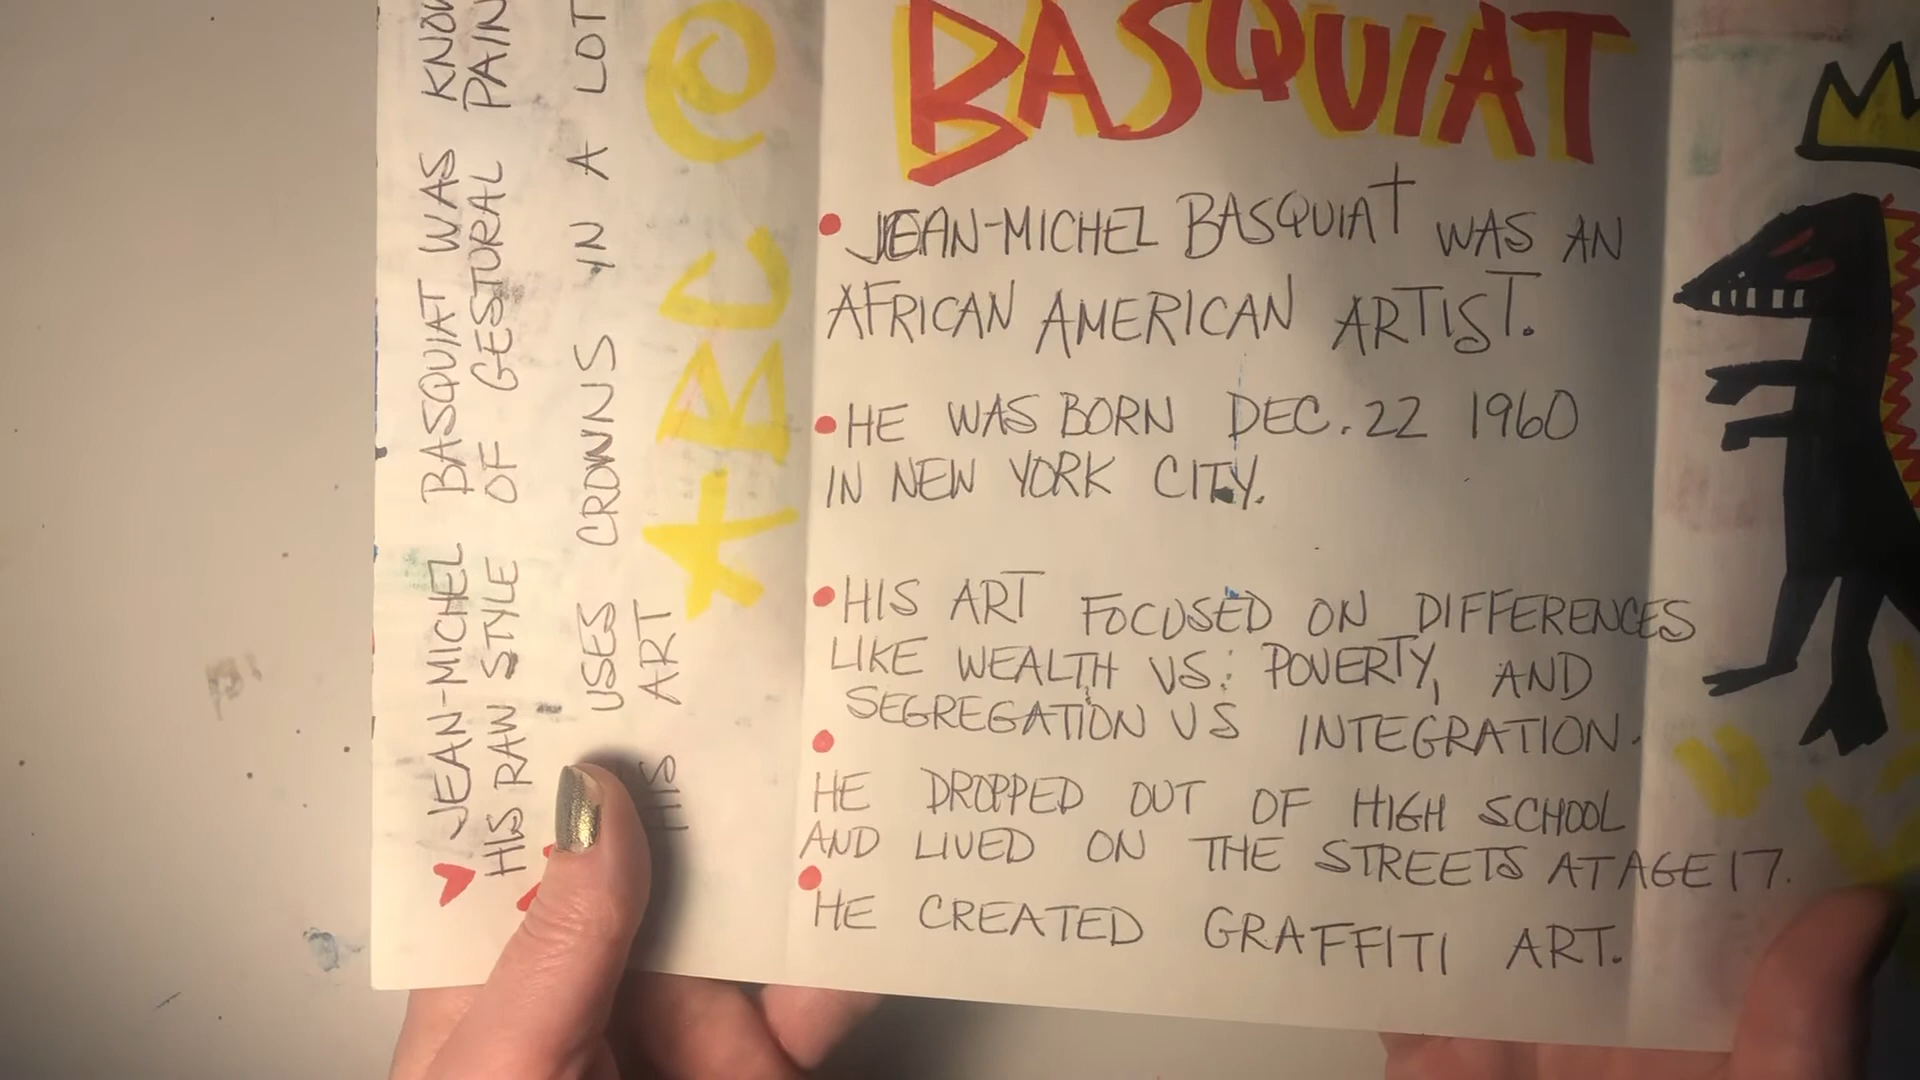 BASQUIAT
JEAN-MICHEL BASQUIAT WAS AN
AFRICAN AMERICAN ARTIST.
HE WAS BORN DEC. 22 1960
IN NEW YORK CITY.
HIS ART FOCUSED ON DIFFERENCES
LIKE WEALTH VS. POVERTY, AND
SEGREGATION VS INTEGRATION.
HE DROPPED OUT OF HIGH SCHOOL
AND LIVED ON THE STREETS AT AGE 17.
HE CREATED GRAFFITI ART.
JEAN-MICHEL BASQUIAT WAS
HIS RAW STYLE OF GESTURAL
USES CROWNS IN A LOT
HIS ART